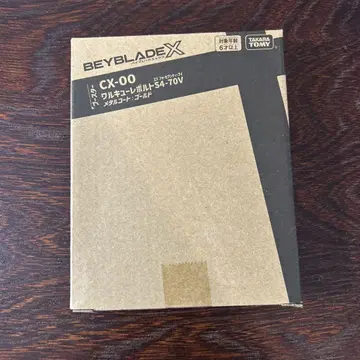 BEYBLADE X
対象年齢
6才以上
TAKARA
TOMY
ブースター
CX-00
ワルキューレボルトS4-70V
メタルコート:ゴールド